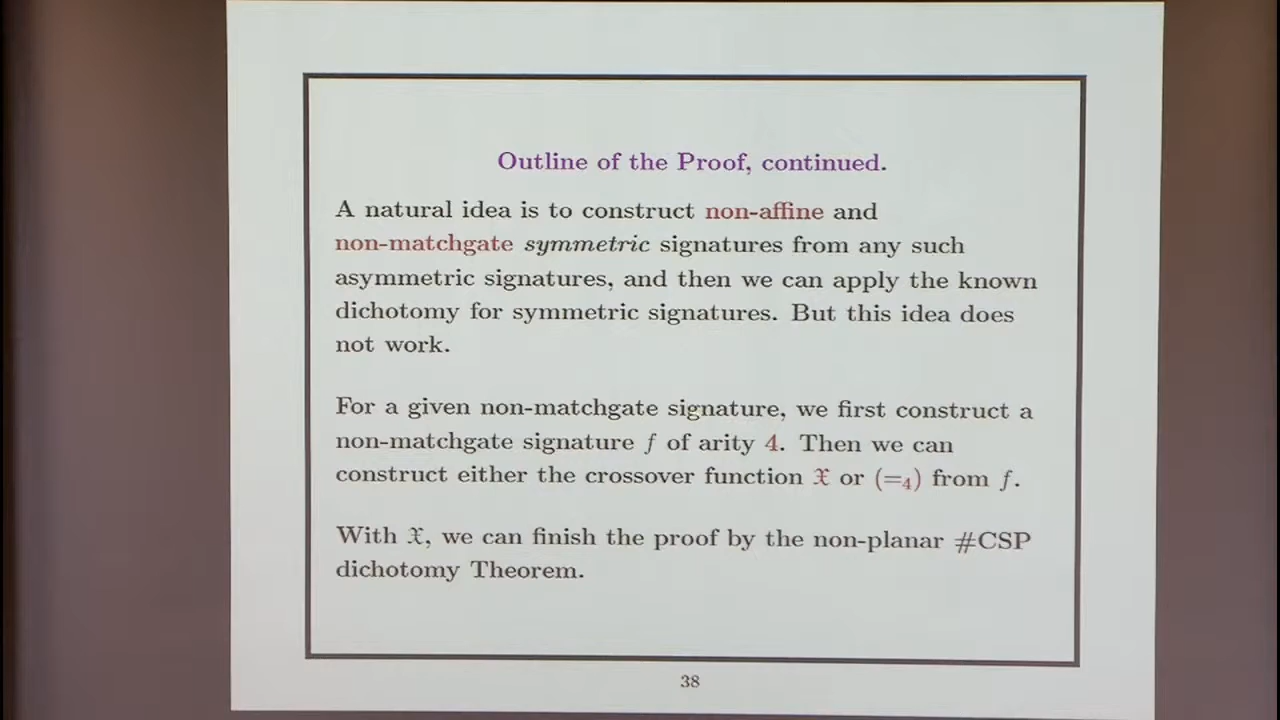 Outline of the Proof, continued.
A natural idea is to construct non-affine and
non-matchgate symmetric signatures from any such
asymmetric signatures, and then we can apply the known
dichotomy for symmetric signatures. But this idea does
not work.
For a given non-matchgate signature, we first construct a
non-matchgate signature f of arity 4. Then we can
construct either the crossover function 𝔛 or (=₄) from f.
With 𝔛, we can finish the proof by the non-planar #CSP
dichotomy Theorem.
38